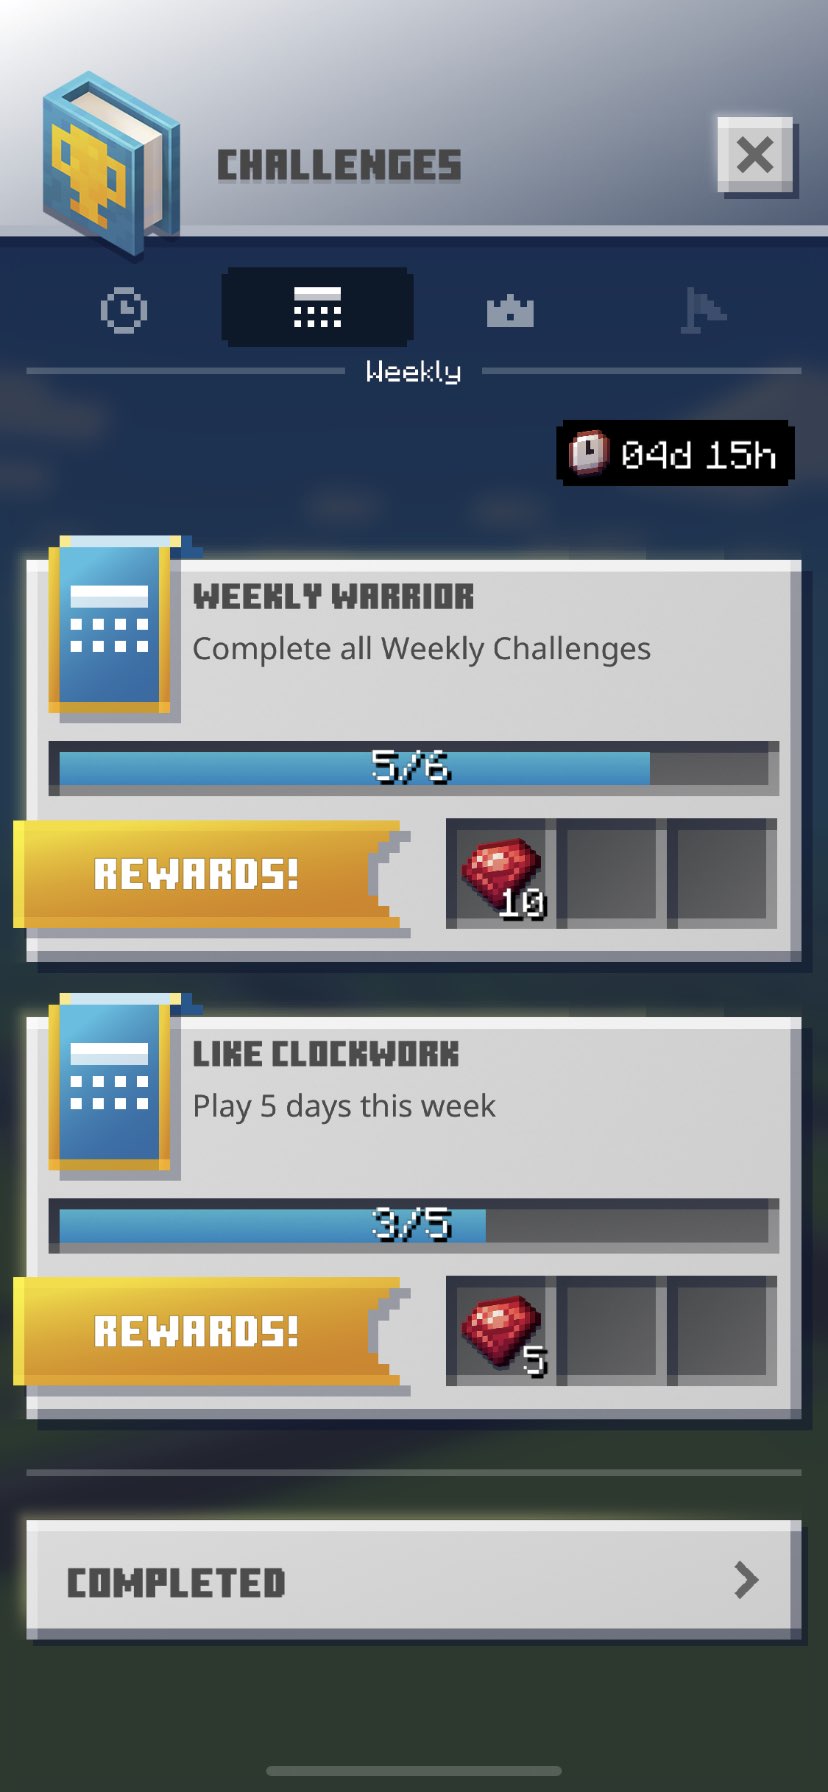 CHALLENGES
Weekly
04d 15h
WEEKLY WARRIOR
Complete all Weekly Challenges
5/6
REWARDS!
10
LIKE CLOCKWORK
Play 5 days this week
3/5
REWARDS!
5
COMPLETED